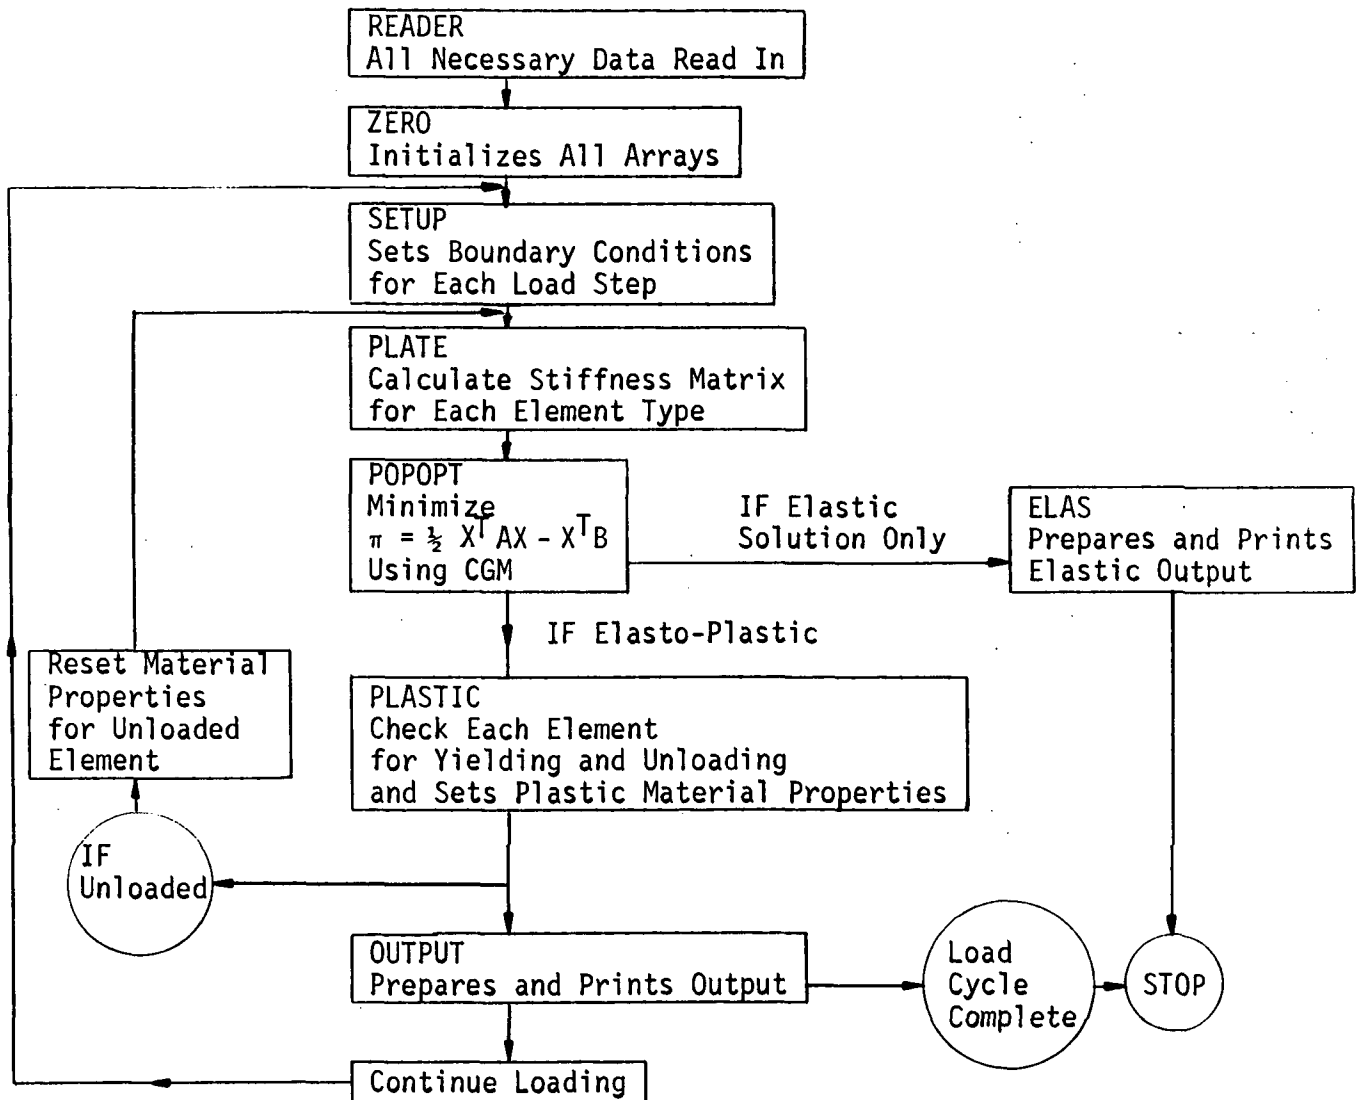 READER
All Necessary Data Read In
ZERO
Initializes All Arrays
SETUP
Sets Boundary Conditions
for Each Load Step
PLATE
Calculate Stiffness Matrix
for Each Element Type
POPOPT
Minimize
π = ½ Xᵀ AX – XᵀB
Using CGM
IF Elastic
Solution Only
ELAS
Prepares and Prints
Elastic Output
IF Elasto-Plastic
Reset Material
Properties
for Unloaded
Element
PLASTIC
Check Each Element
for Yielding and Unloading
and Sets Plastic Material Properties
IF
Unloaded
OUTPUT
Prepares and Prints Output
Load
Cycle
Complete
STOP
Continue Loading